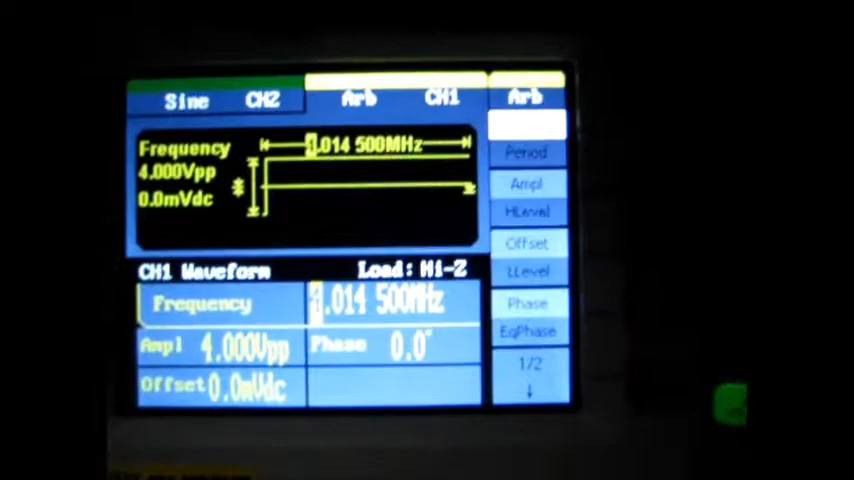 Sine CH2 Arb CH1 Arb
Frequency .014 500MHz
4.000Vpp
0.0mVdc
Period
Ampl
HLevel
Offset
LLevel
Phase
EqPhase
1/2
CH1 Waveform Load: Hi-Z
Frequency .014 500MHz
Ampl 4.000Vpp Phase 0.0°
Offset 0.0mVdc